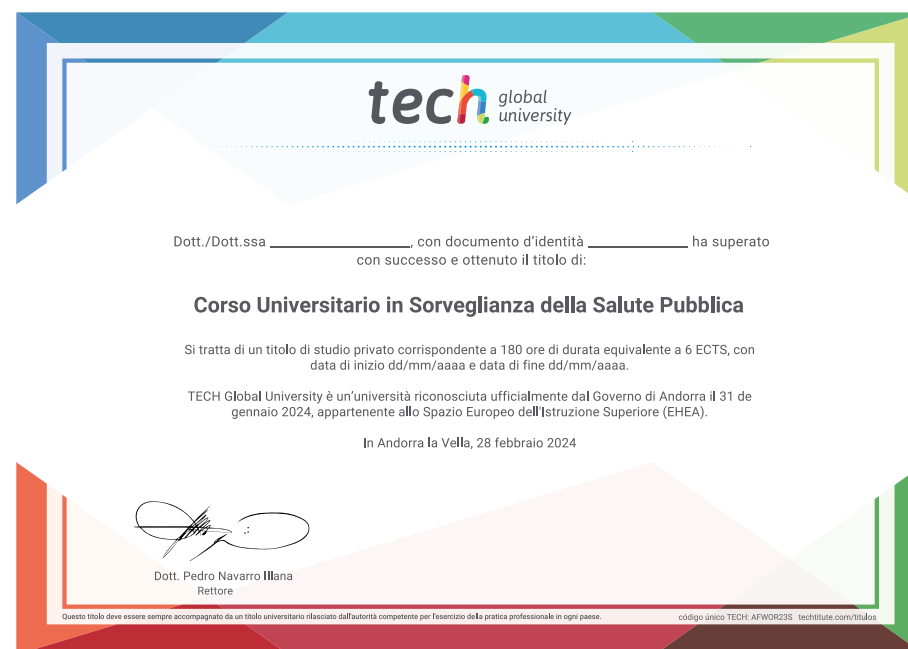 tech global university
Dott./Dott.ssa ____________________, con documento d'identità ______________ ha superato
con successo e ottenuto il titolo di:
Corso Universitario in Sorveglianza della Salute Pubblica
Si tratta di un titolo di studio privato corrispondente a 180 ore di durata equivalente a 6 ECTS, con
data di inizio dd/mm/aaaa e data di fine dd/mm/aaaa.
TECH Global University è un'università riconosciuta ufficialmente dal Governo di Andorra il 31 de
gennaio 2024, appartenente allo Spazio Europeo dell'Istruzione Superiore (EHEA).
In Andorra la Vella, 28 febbraio 2024
Dott. Pedro Navarro Illana
Rettore
Questo titolo deve essere sempre accompagnato da un titolo universitario rilasciato dall'autorità competente per l'esercizio della pratica professionale in ogni paese. código único TECH: AFWOR23S techtitute.com/titulos